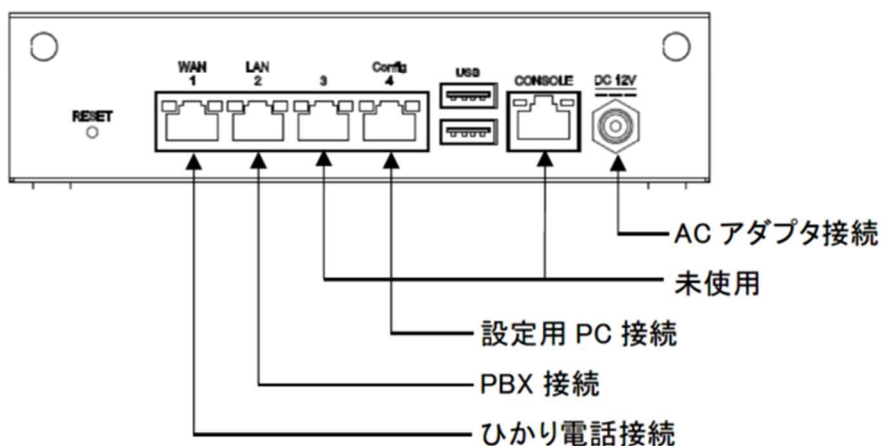 WAN LAN Config USB CONSOLE DC 12V
1 2 3 4
RESET
AC アダプタ接続
未使用
設定用 PC 接続
PBX 接続
ひかり電話接続